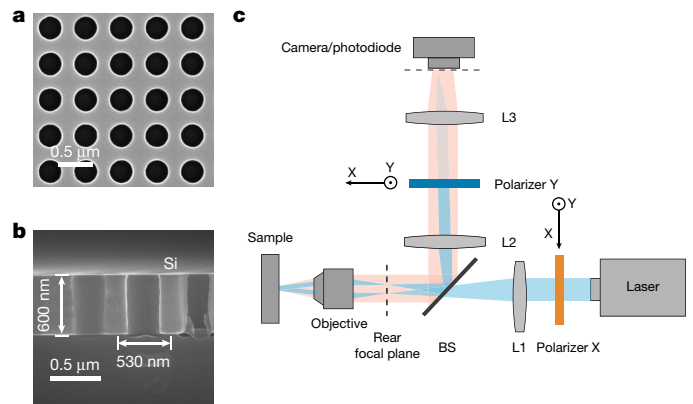 a
0.5 μm
b
Si
600 nm
530 nm
0.5 μm
c
Camera/photodiode
L3
X
Y
Polarizer Y
Y
X
L2
Sample
Objective
Rear
focal plane
BS
L1
Polarizer X
Laser